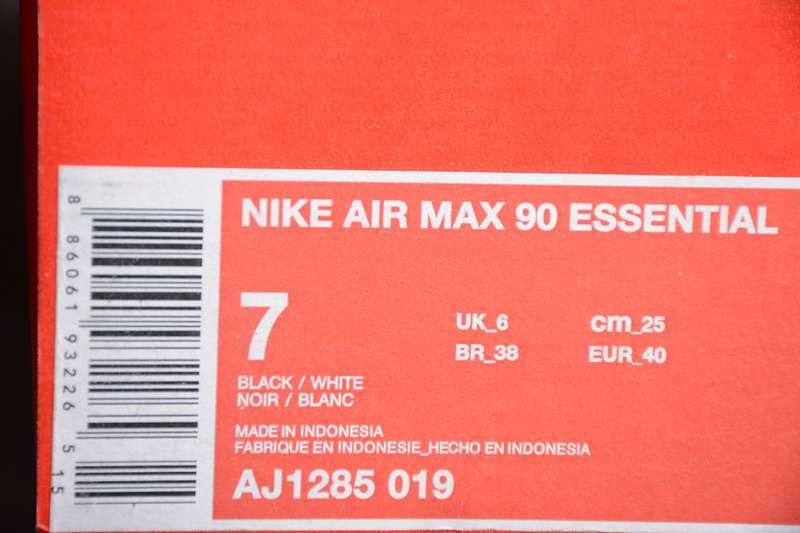 NIKE AIR MAX 90 ESSENTIAL
7
UK_6 cm_25
BR_38 EUR_40
BLACK / WHITE
NOIR / BLANC
MADE IN INDONESIA
FABRIQUE EN INDONESIE_HECHO EN INDONESIA
AJ1285 019
8 86061 93226 5 15